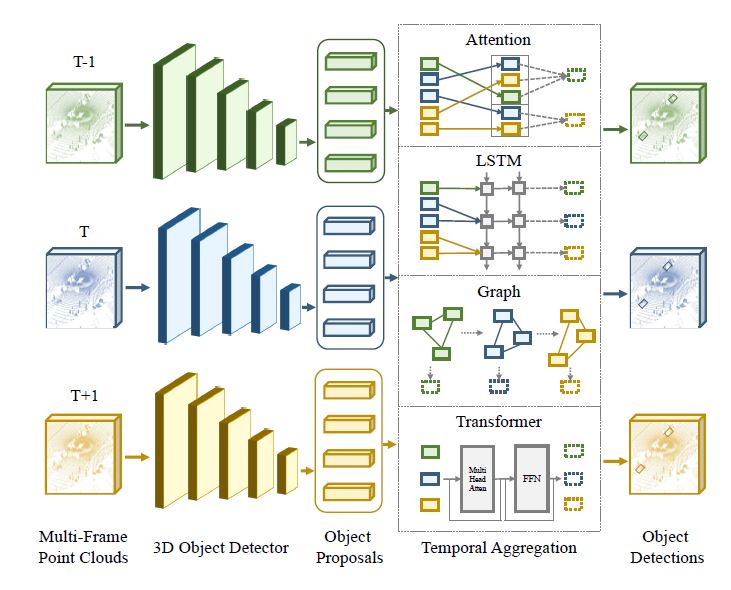 T-1
T
T+1
Attention
LSTM
Graph
Transformer
Multi
Head
Atten
FFN
Multi-Frame
Point Clouds
3D Object Detector
Object
Proposals
Temporal Aggregation
Object
Detections